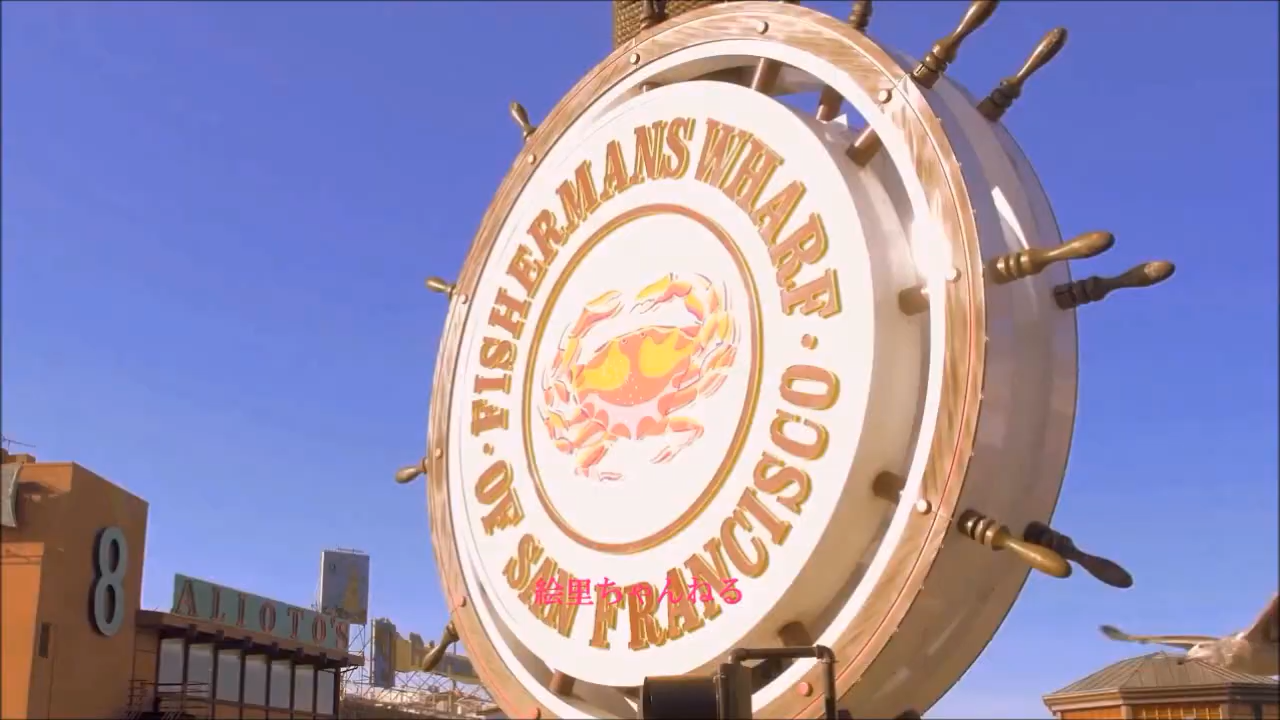 FISHERMANS WHARF
OF SAN FRANCISCO
絵里ちゃんねる
8
ALIOTO'S